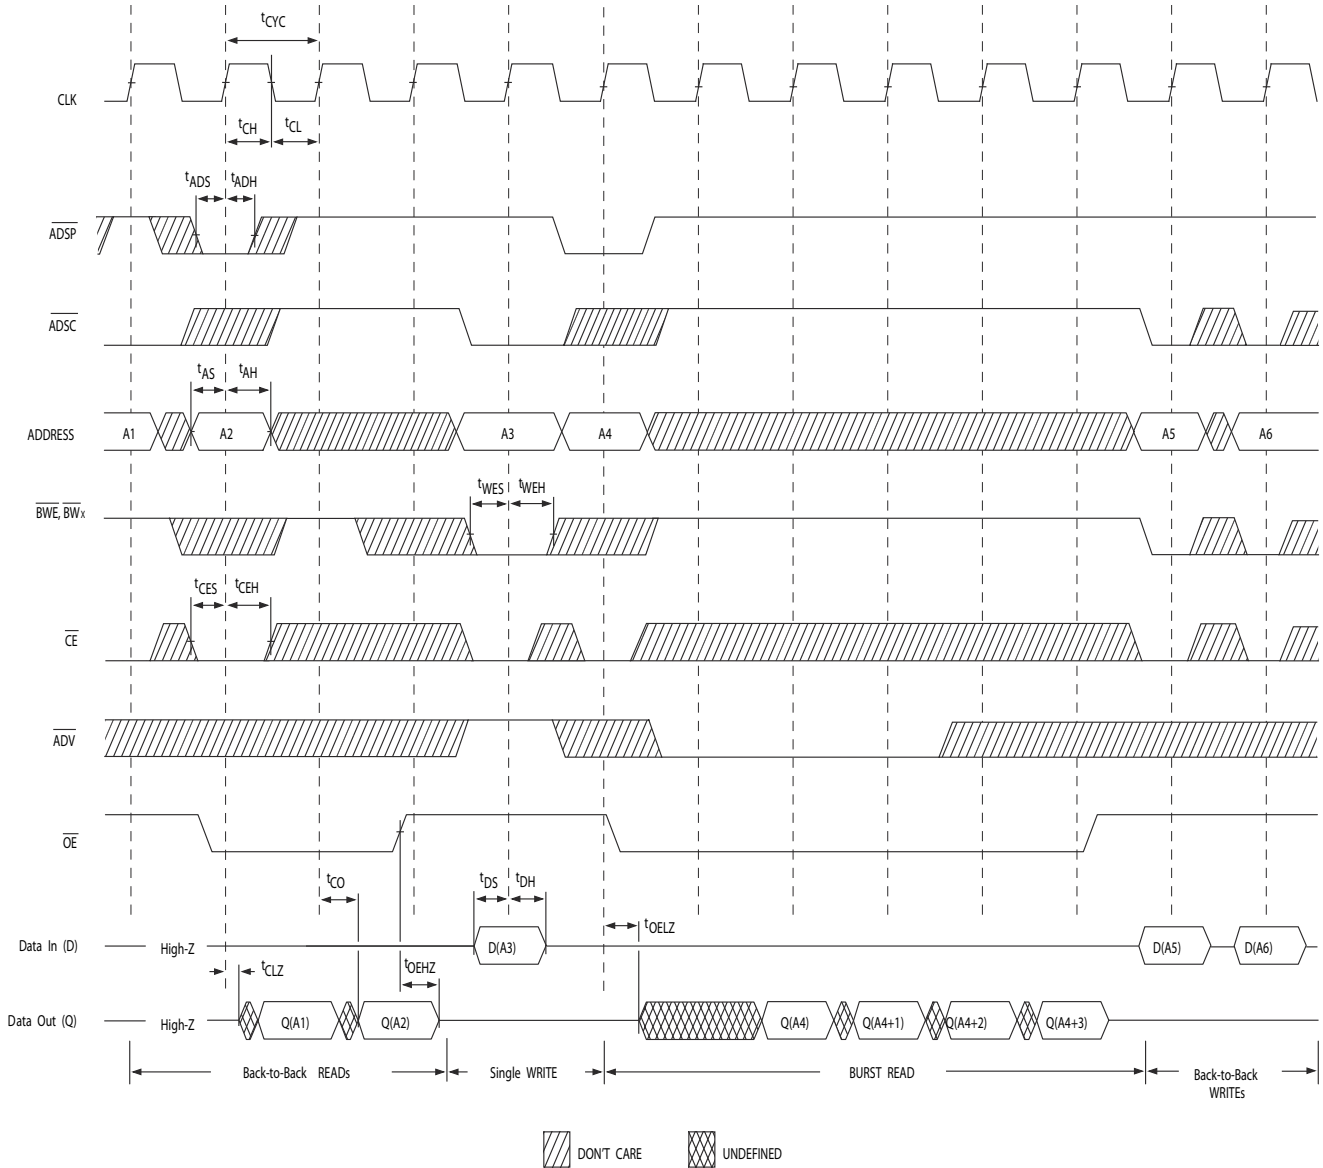 tCYC
CLK
tCH tCL
tADS tADH
ADSP
ADSC
tAS tAH
ADDRESS A1 A2 A3 A4 A5 A6
tWES tWEH
BWE, BWx
tCES tCEH
CE
ADV
OE
tCO tDS tDH
tOELZ
Data In (D) High-Z D(A3) D(A5) D(A6)
tCLZ tOEHZ
Data Out (Q) High-Z Q(A1) Q(A2) Q(A4) Q(A4+1) Q(A4+2) Q(A4+3)
Back-to-Back READs Single WRITE BURST READ Back-to-Back
WRITEs
DON'T CARE UNDEFINED